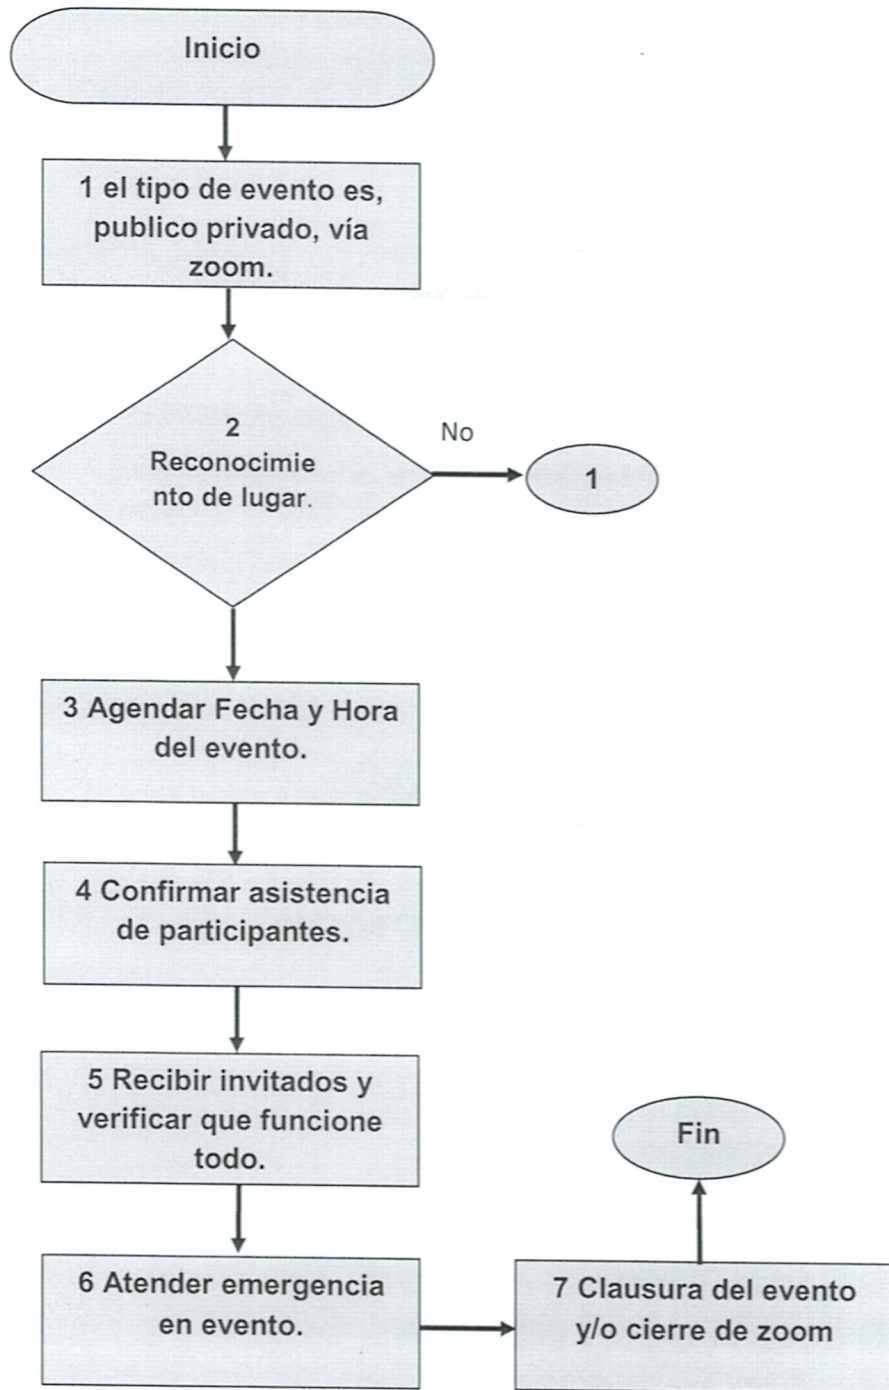 Inicio
1 el tipo de evento es,
publico privado, vía
zoom.
2
Reconocimie
nto de lugar.
No
1
3 Agendar Fecha y Hora
del evento.
4 Confirmar asistencia
de participantes.
5 Recibir invitados y
verificar que funcione
todo.
Fin
6 Atender emergencia
en evento.
7 Clausura del evento
y/o cierre de zoom